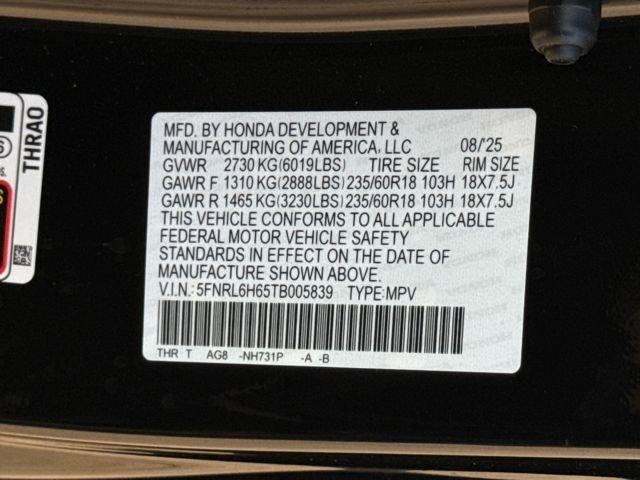 MFD. BY HONDA DEVELOPMENT &
MANUFACTURING OF AMERICA, LLC 08/'25
GVWR 2730 KG(6019LBS) TIRE SIZE RIM SIZE
GAWR F 1310 KG(2888LBS) 235/60R18 103H 18X7.5J
GAWR R 1465 KG(3230LBS) 235/60R18 103H 18X7.5J
THIS VEHICLE CONFORMS TO ALL APPLICABLE
FEDERAL MOTOR VEHICLE SAFETY
STANDARDS IN EFFECT ON THE DATE OF
MANUFACTURE SHOWN ABOVE.
V.I.N.: 5FNRL6H65TB005839 TYPE:MPV
THR T AG8 -NH731P -A -B
THRA0